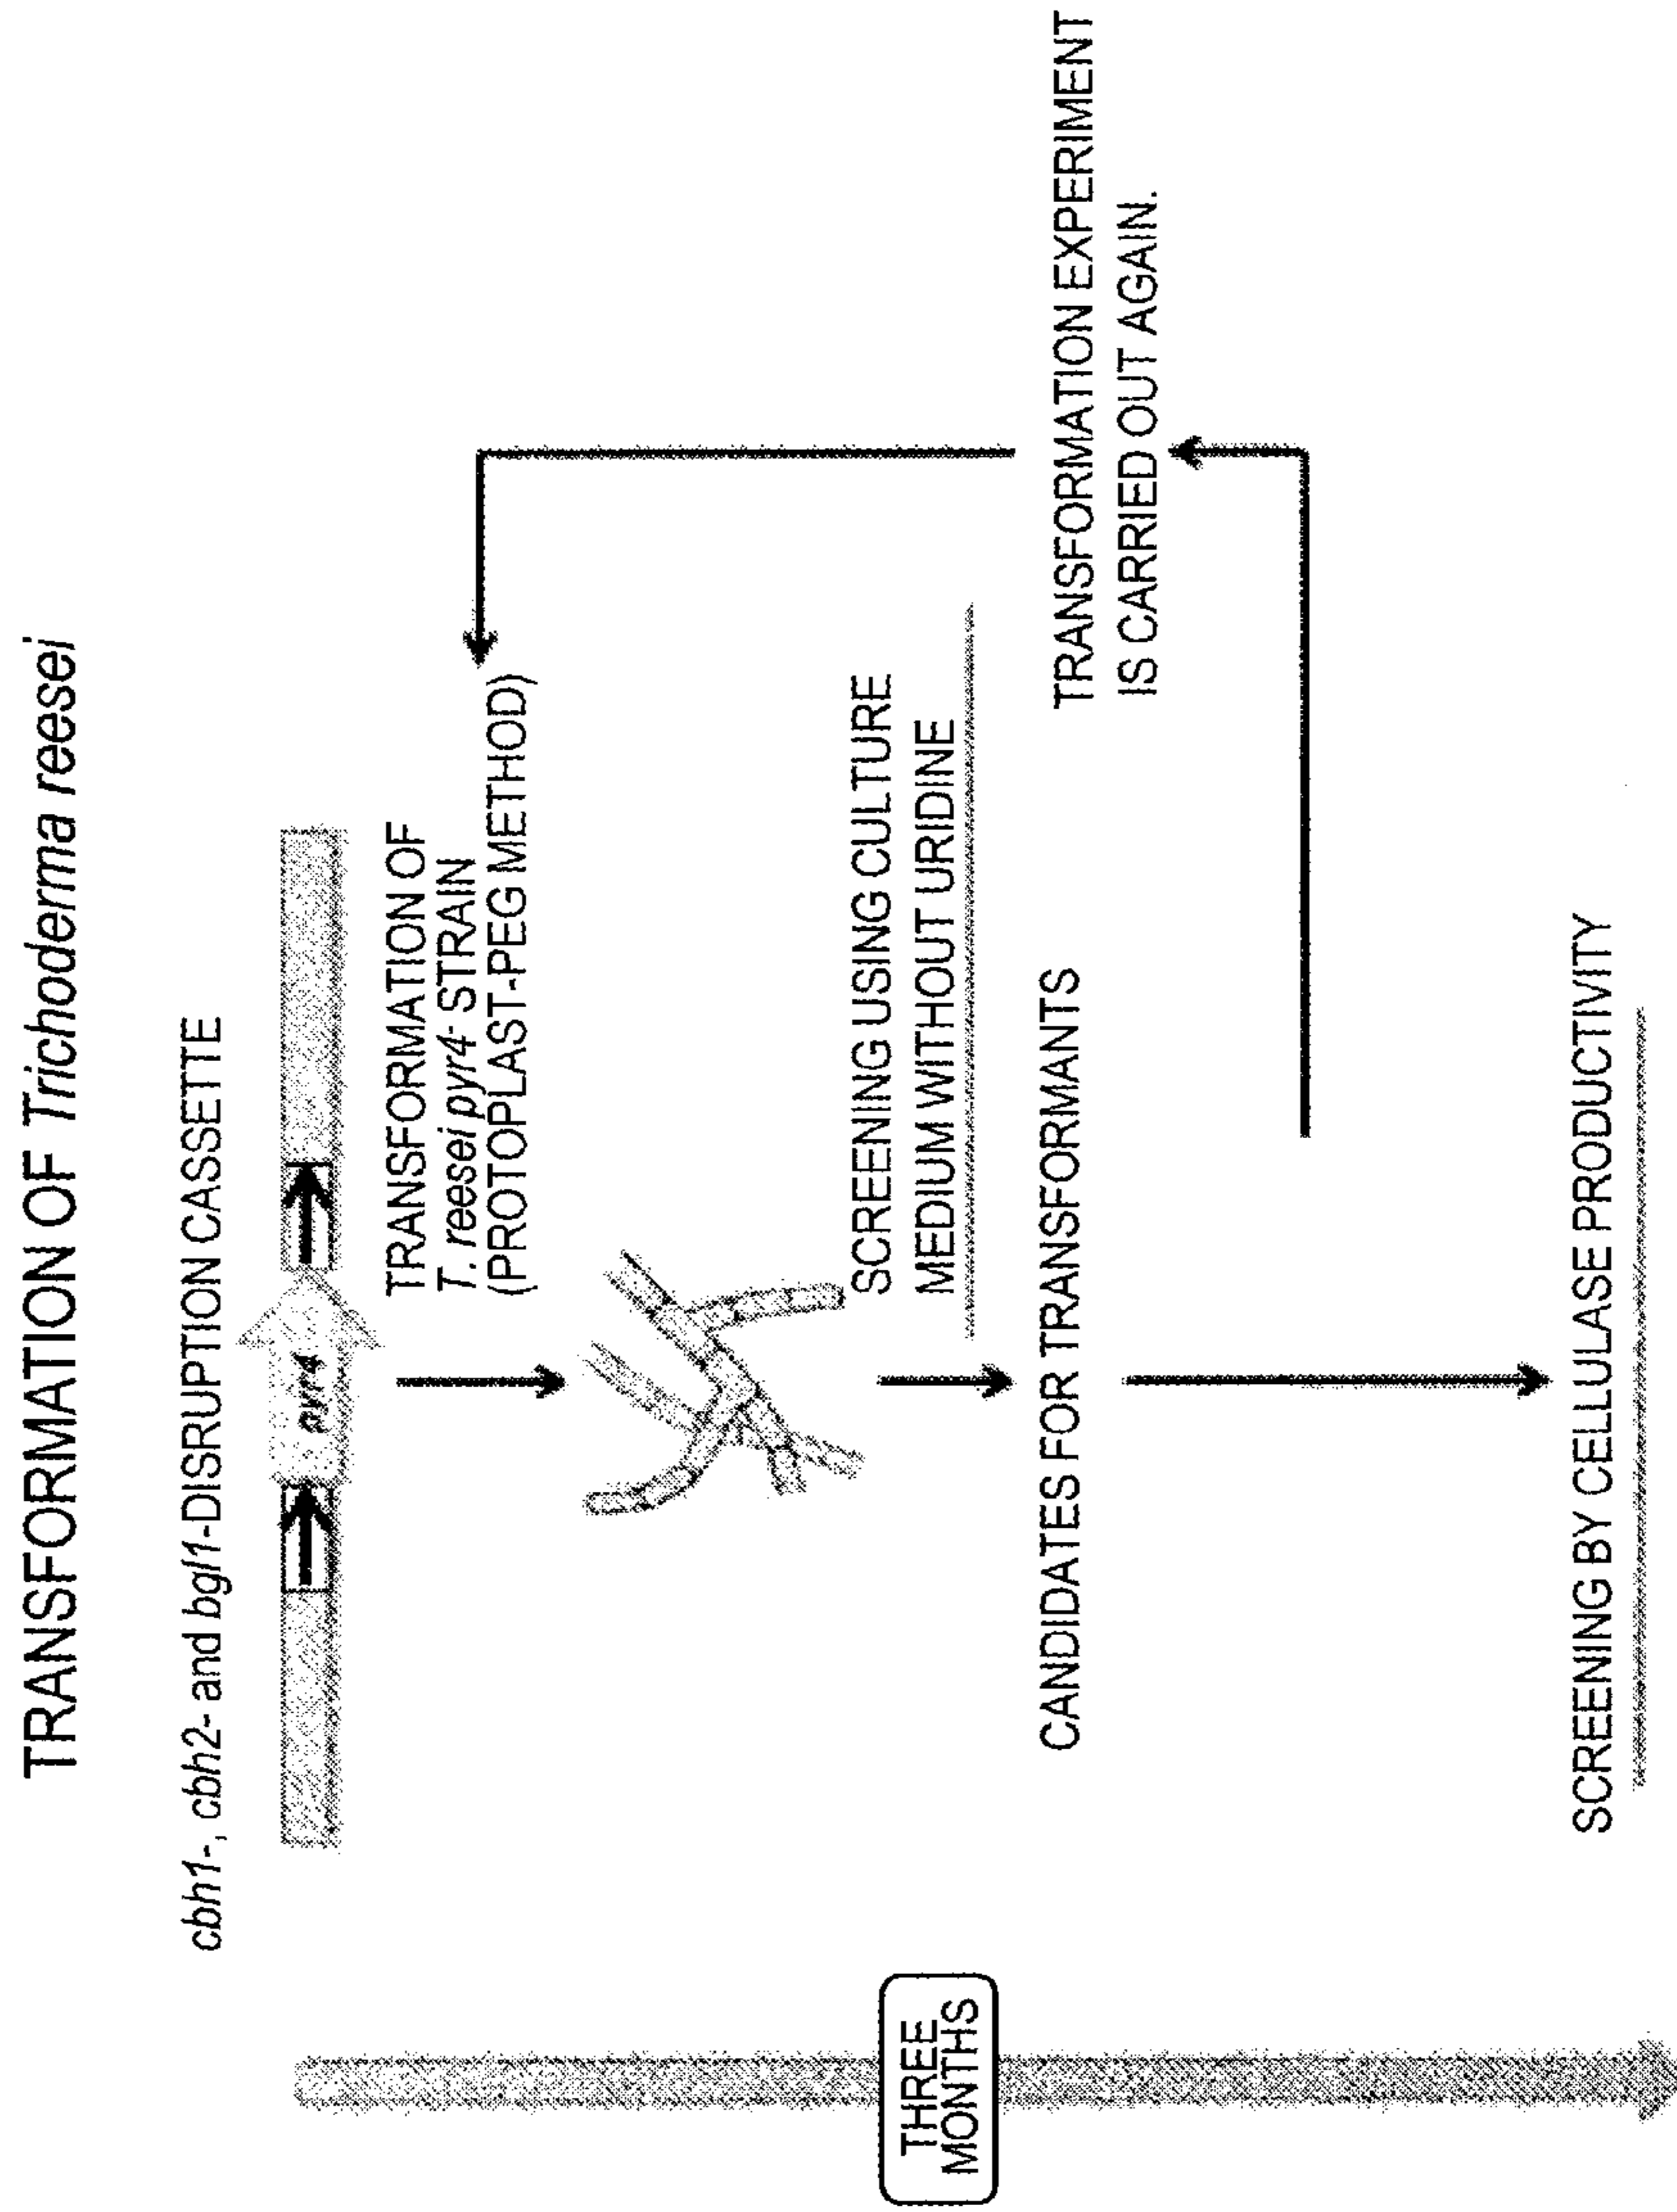 TRANSFORMATION OF Trichoderma reesei
cbh1-, cbh2- and bgl1-DISRUPTION CASSETTE
pyr4
TRANSFORMATION OF
T. reesei pyr4- STRAIN
(PROTOPLAST-PEG METHOD)
SCREENING USING CULTURE
MEDIUM WITHOUT URIDINE
THREE
MONTHS
CANDIDATES FOR TRANSFORMANTS
TRANSFORMATION EXPERIMENT
IS CARRIED OUT AGAIN.
SCREENING BY CELLULASE PRODUCTIVITY